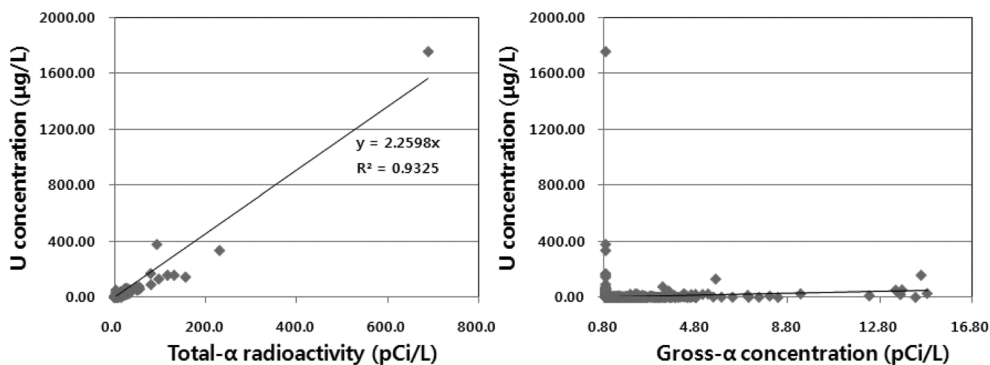 2000.00
1600.00
1200.00
800.00
400.00
0.00
U concentration (µg/L)
y = 2.2598x
R² = 0.9325
0.0 200.0 400.0 600.0 800.0
Total-α radioactivity (pCi/L)
2000.00
1600.00
1200.00
800.00
400.00
0.00
U concentration (µg/L)
0.80 4.80 8.80 12.80 16.80
Gross-α concentration (pCi/L)